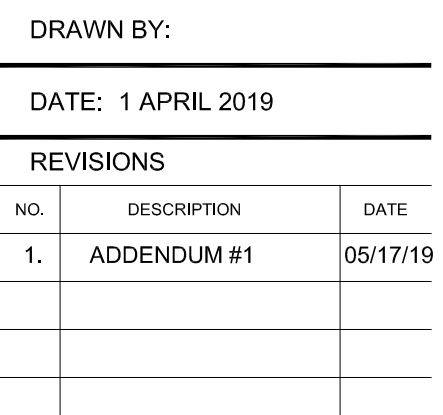 DRAWN BY:
DATE: 1 APRIL 2019
REVISIONS
NO. DESCRIPTION DATE
1. ADDENDUM #1 05/17/19